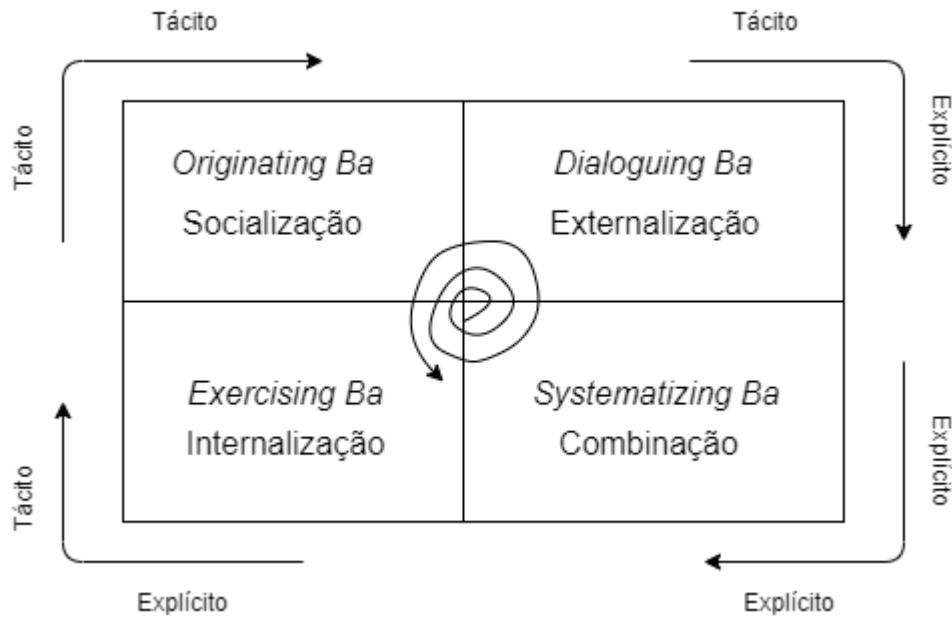 Tácito
Tácito
Tácito
Explícito
Originating Ba
Socialização
Dialoguing Ba
Externalização
Exercising Ba
Internalização
Systematizing Ba
Combinação
Tácito
Explícito
Explícito
Explícito